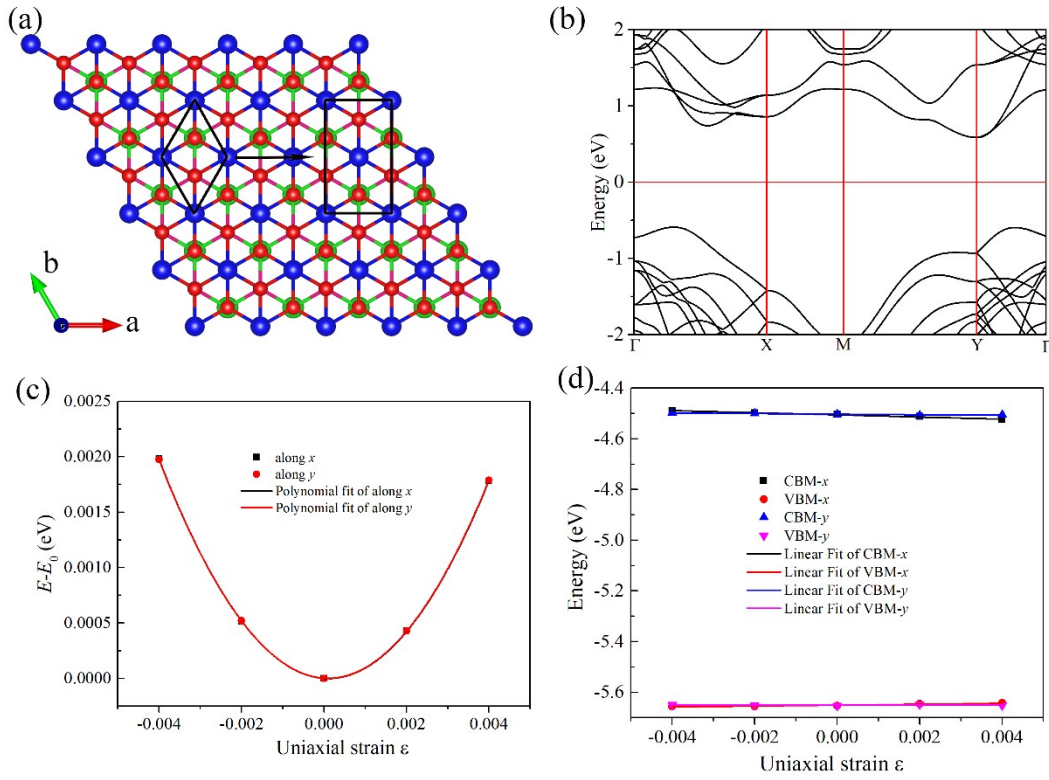 (a)
b
a
(b)
2
1
0
-1
-2
Energy (eV)
Γ
X
M
Y
Γ
(c)
0.0025
0.0020
0.0015
0.0010
0.0005
0.0000
E-E₀ (eV)
along x
along y
Polynomial fit of along x
Polynomial fit of along y
-0.004
-0.002
0.000
0.002
0.004
Uniaxial strain ε
(d)
-4.4
-4.6
-4.8
-5.0
-5.2
-5.4
-5.6
Energy (eV)
CBM-x
VBM-x
CBM-y
VBM-y
Linear Fit of CBM-x
Linear Fit of VBM-x
Linear Fit of CBM-y
Linear Fit of VBM-y
-0.004
-0.002
0.000
0.002
0.004
Uniaxial strain ε